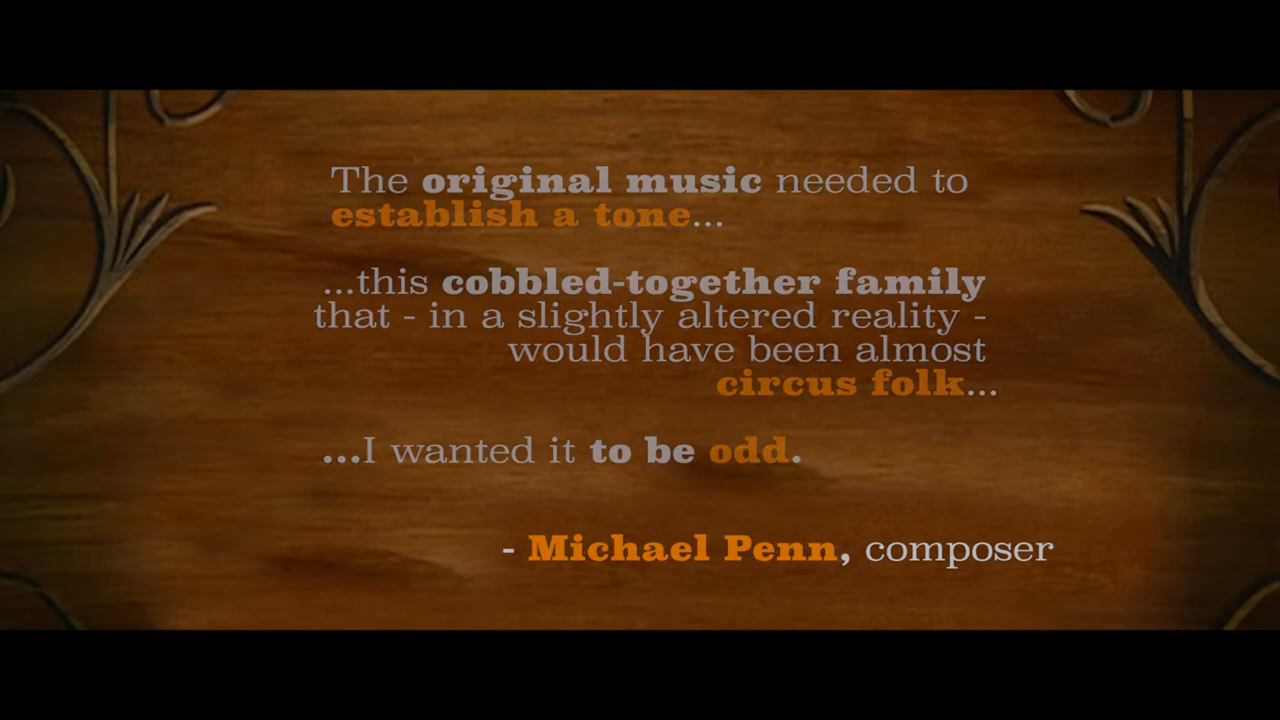 The original music needed to
establish a tone...
...this cobbled-together family
that - in a slightly altered reality -
would have been almost
circus folk...
...I wanted it to be odd.
- Michael Penn, composer